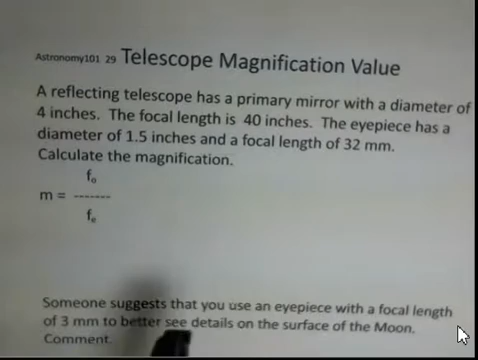 Astronomy101 29 Telescope Magnification Value
A reflecting telescope has a primary mirror with a diameter of
4 inches. The focal length is 40 inches. The eyepiece has a
diameter of 1.5 inches and a focal length of 32 mm.
Calculate the magnification.
fo
m = -------
fe
Someone suggests that you use an eyepiece with a focal length
of 3 mm to better see details on the surface of the Moon.
Comment.